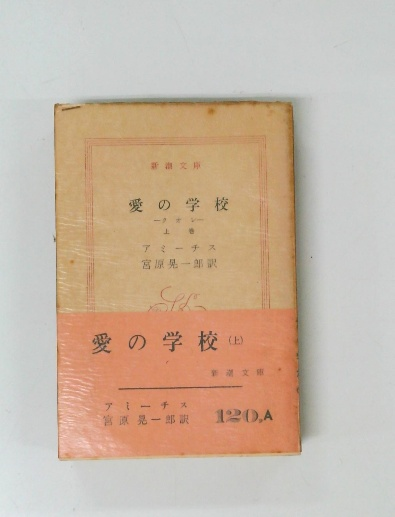 新潮文庫
愛の学校
―クオレ―
上巻
アミーチス
宮原晃一郎訳
愛の学校(上)
新潮文庫
アミーチス
宮原晃一郎訳
120.A